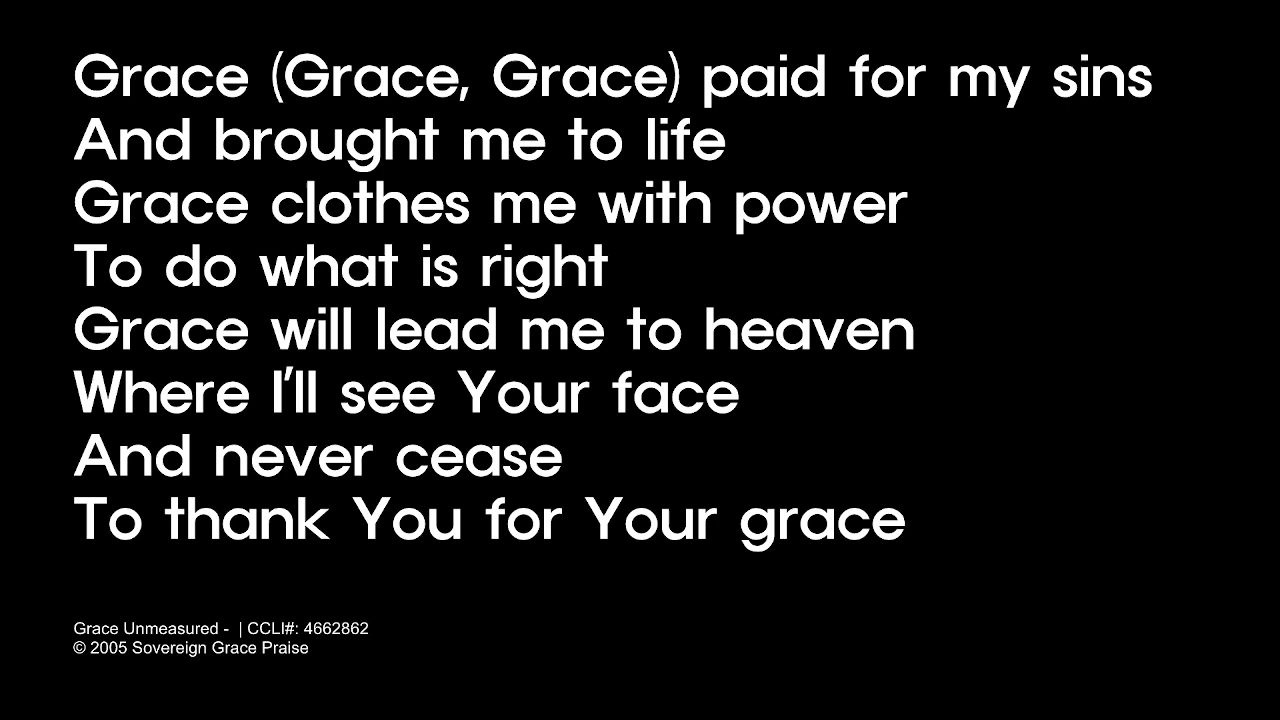 Grace (Grace, Grace) paid for my sins
And brought me to life
Grace clothes me with power
To do what is right
Grace will lead me to heaven
Where I'll see Your face
And never cease
To thank You for Your grace
Grace Unmeasured -  | CCLI#: 4662862
© 2005 Sovereign Grace Praise